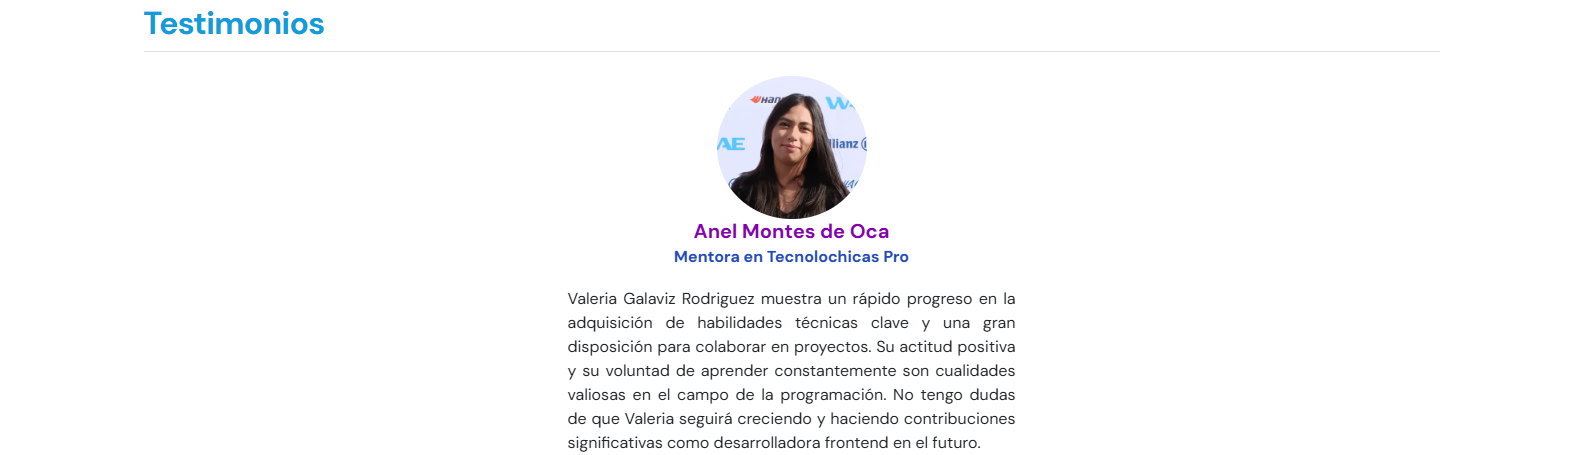 Testimonios
Anel Montes de Oca
Mentora en Tecnolochicas Pro
Valeria Galaviz Rodriguez muestra un rápido progreso en la
adquisición de habilidades técnicas clave y una gran
disposición para colaborar en proyectos. Su actitud positiva
y su voluntad de aprender constantemente son cualidades
valiosas en el campo de la programación. No tengo dudas
de que Valeria seguirá creciendo y haciendo contribuciones
significativas como desarrolladora frontend en el futuro.